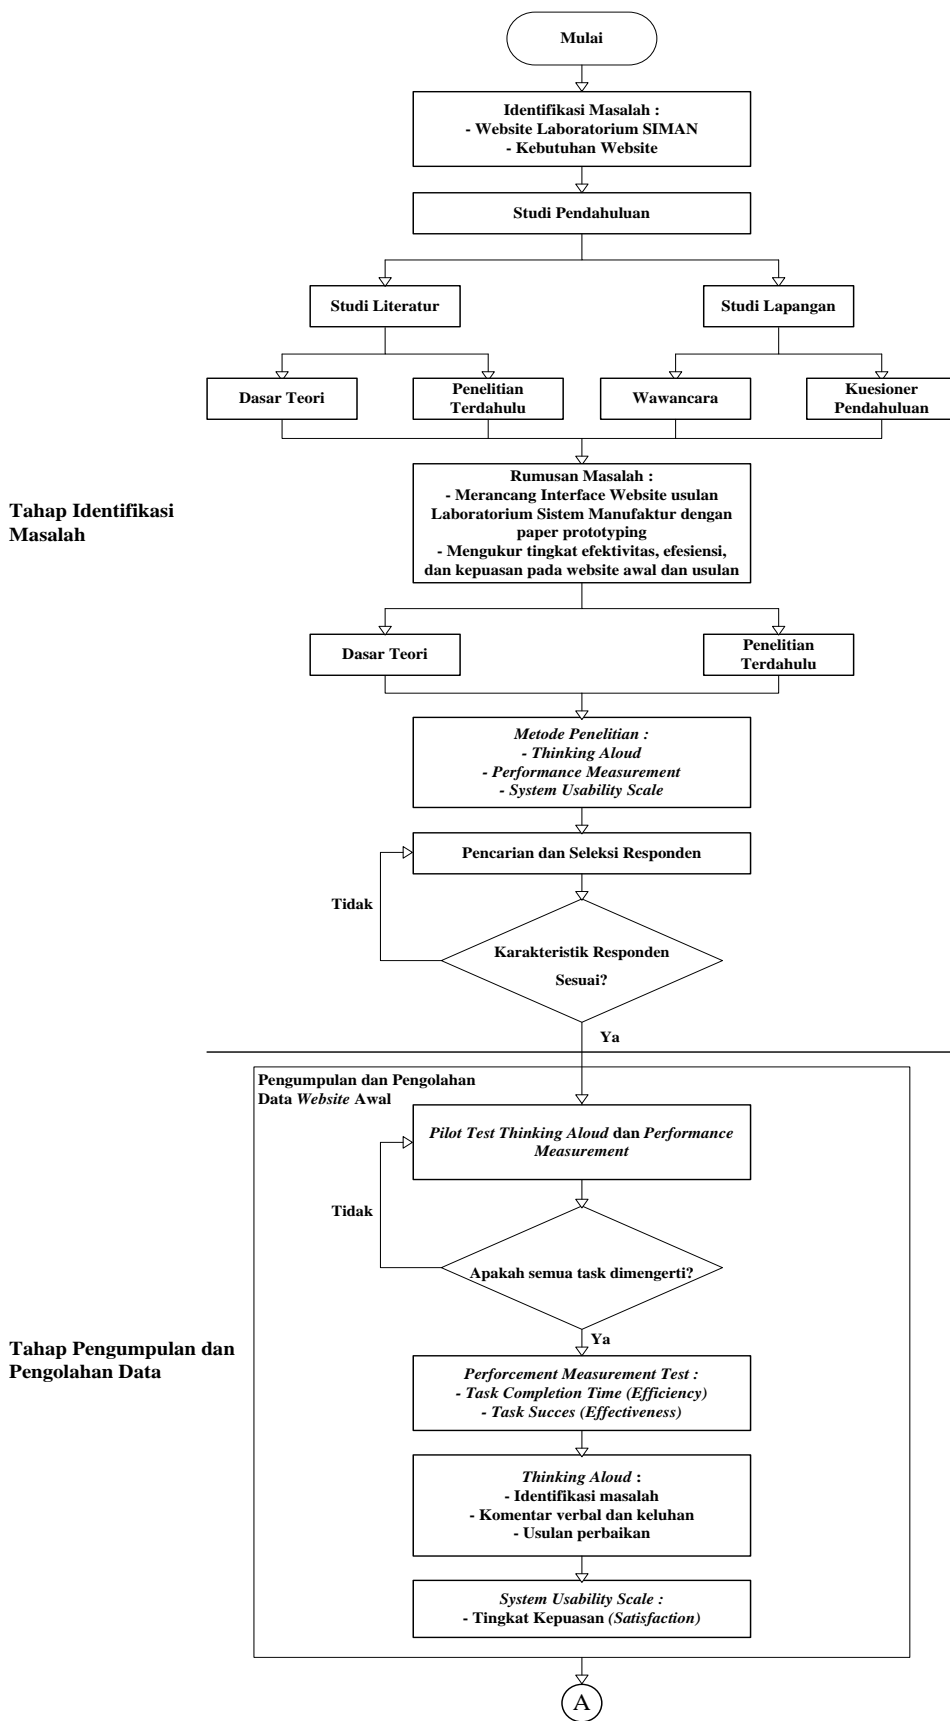 Mulai
Identifikasi Masalah :
- Website Laboratorium SIMAN
- Kebutuhan Website
Studi Pendahuluan
Studi Literatur
Studi Lapangan
Dasar Teori
Penelitian
Terdahulu
Wawancara
Kuesioner
Pendahuluan
Tahap Identifikasi
Masalah
Rumusan Masalah :
- Merancang Interface Website usulan
Laboratorium Sistem Manufaktur dengan
paper prototyping
- Mengukur tingkat efektivitas, efesiensi,
dan kepuasan pada website awal dan usulan
Dasar Teori
Penelitian
Terdahulu
Metode Penelitian :
- Thinking Aloud
- Performance Measurement
- System Usability Scale
Pencarian dan Seleksi Responden
Tidak
Karakteristik Responden
Sesuai?
Ya
Pengumpulan dan Pengolahan
Data Website Awal
Pilot Test Thinking Aloud dan Performance
Measurement
Tidak
Apakah semua task dimengerti?
Ya
Tahap Pengumpulan dan
Pengolahan Data
Perforcement Measurement Test :
- Task Completion Time (Efficiency)
- Task Succes (Effectiveness)
Thinking Aloud :
- Identifikasi masalah
- Komentar verbal dan keluhan
- Usulan perbaikan
System Usability Scale :
- Tingkat Kepuasan (Satisfaction)
A